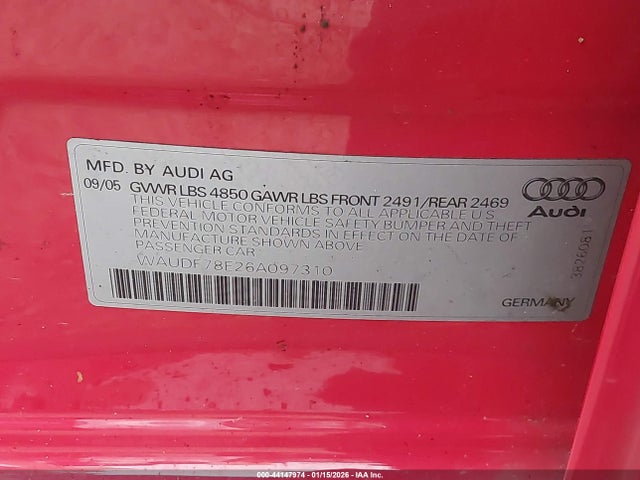 MFD. BY AUDI AG
09/05 GVWR LBS 4850 GAWR LBS FRONT 2491/REAR 2469
THIS VEHICLE CONFORMS TO ALL APPLICABLE U.S
FEDERAL MOTOR VEHICLE SAFETY BUMPER AND THEFT
PREVENTION STANDARDS IN EFFECT ON THE DATE OF
MANUFACTURE SHOWN ABOVE
PASSENGER CAR
WAUDF78E26A097310
Audi
3826081
GERMANY
000-44147974 - 01/15/2026 - IAA Inc.